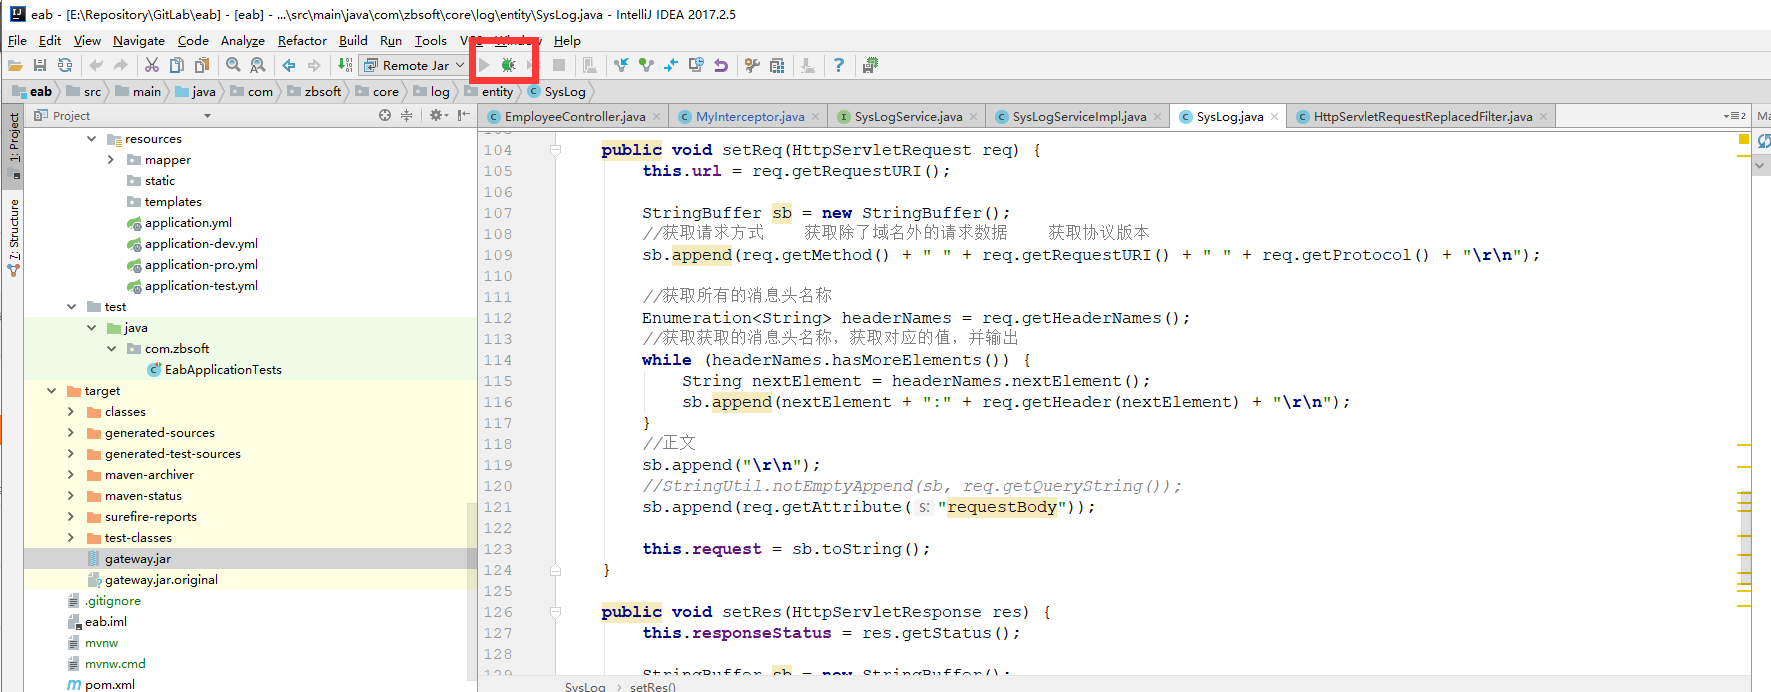 eab - [E:\Repository\GitLab\eab] - [eab] - ...\src\main\java\com\zbsoft\core\log\entity\SysLog.java - IntelliJ IDEA 2017.2.5
File Edit View Navigate Code Analyze Refactor Build Run Tools VCS Window Help
Remote Jar
eab src main java com zbsoft core log entity SysLog
Project
EmployeeController.java MyInterceptor.java SysLogService.java SysLogServiceImpl.java SysLog.java HttpServletRequestReplacedFilter.java
1: Project
7: Structure
resources
mapper
static
templates
application.yml
application-dev.yml
application-pro.yml
application-test.yml
test
java
com.zbsoft
EabApplicationTests
target
classes
generated-sources
generated-test-sources
maven-archiver
maven-status
surefire-reports
test-classes
gateway.jar
gateway.jar.original
.gitignore
eab.iml
mvnw
mvnw.cmd
pom.xml
104 public void setReq(HttpServletRequest req) {
105 this.url = req.getRequestURI();
106
107 StringBuffer sb = new StringBuffer();
108 //获取请求方式 获取除了域名外的请求数据 获取协议版本
109 sb.append(req.getMethod() + " " + req.getRequestURI() + " " + req.getProtocol() + "\r\n");
110
111 //获取所有的消息头名称
112 Enumeration<String> headerNames = req.getHeaderNames();
113 //获取获取的消息头名称，获取对应的值，并输出
114 while (headerNames.hasMoreElements()) {
115 String nextElement = headerNames.nextElement();
116 sb.append(nextElement + ":" + req.getHeader(nextElement) + "\r\n");
117 }
118 //正文
119 sb.append("\r\n");
120 //StringUtil.notEmptyAppend(sb, req.getQueryString());
121 sb.append(req.getAttribute( s: "requestBody"));
122
123 this.request = sb.toString();
124 }
125
126 public void setRes(HttpServletResponse res) {
127 this.responseStatus = res.getStatus();
128
129 StringBuffer sb = new StringBuffer();
SysLog › setRes()